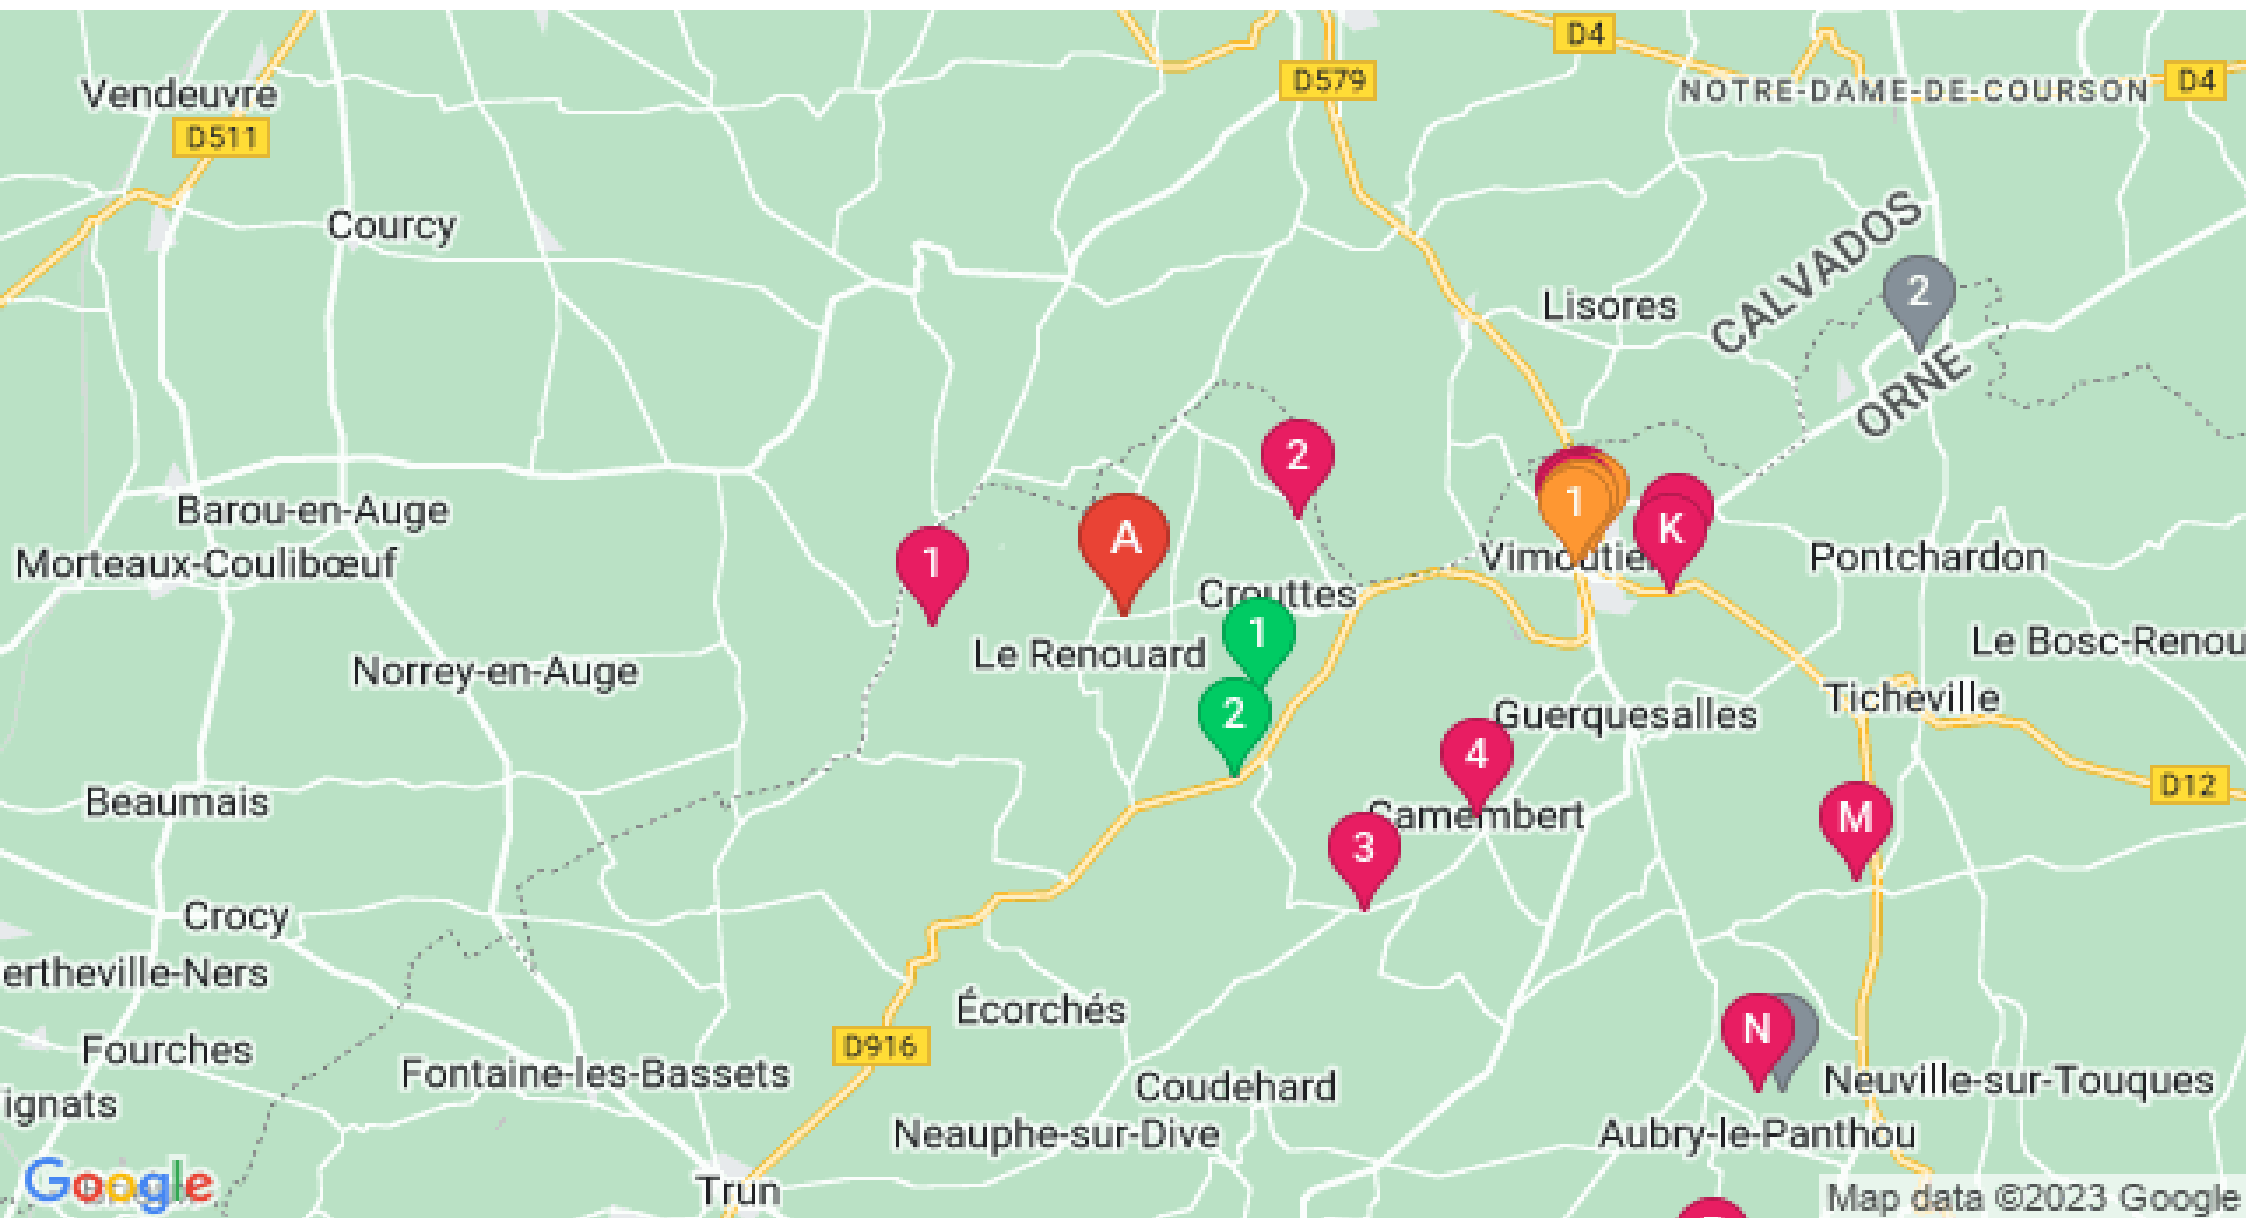 D4
D579
NOTRE-DAME-DE-COURSON
D4
Vendeuvre
D511
Courcy
CALVADOS
2
Lisores
ORNE
2
1
Barou-en-Auge
A
K
1
Vimoutier
Pontchardon
Morteaux-Coulibœuf
Crouttes
1
Le Renouard
Le Bosc-Renou
Norrey-en-Auge
Ticheville
2
Guerquesalles
4
D12
Beaumais
Camembert
M
3
Crocy
ertheville-Ners
Écorchés
N
D916
Fourches
Fontaine-les-Bassets
Coudehard
Neuville-sur-Touques
ignats
Neauphe-sur-Dive
Aubry-le-Panthou
Google
Trun
Map data ©2023 Google